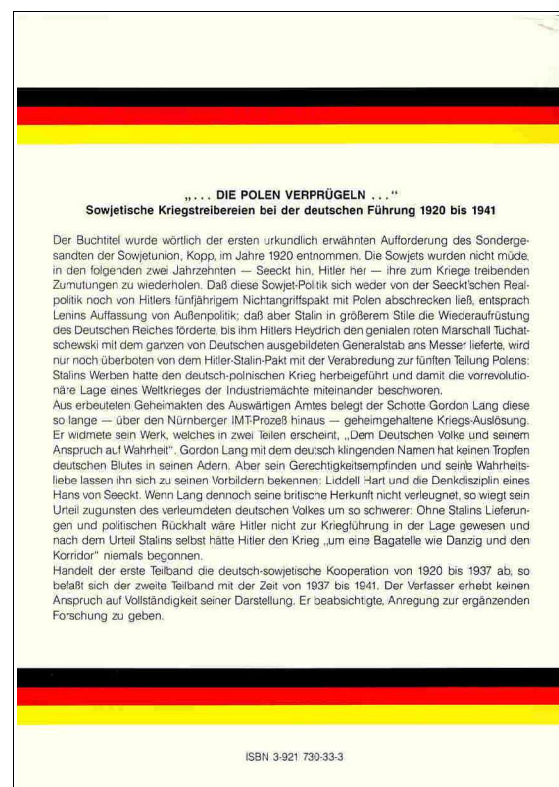 „... DIE POLEN VERPRÜGELN ..."
Sowjetische Kriegstreibereien bei der deutschen Führung 1920 bis 1941
Der Buchtitel wurde wörtlich der ersten urkundlich erwähnten Aufforderung des Sonderge-
sandten der Sowjetunion, Kopp, im Jahre 1920 entnommen. Die Sowjets wurden nicht müde,
in den folgenden zwei Jahrzehnten — Seeckt hin, Hitler her — ihre zum Kriege treibenden
Zumutungen zu wiederholen. Daß diese Sowjet-Politik sich weder von der Seeckt'schen Real-
politik noch von Hitlers fünfjährigem Nichtangriffspakt mit Polen abschrecken ließ, entsprach
Lenins Auffassung von Außenpolitik; daß aber Stalin in größerem Stile die Wiederaufrüstung
des Deutschen Reiches förderte, bis ihm Hitlers Heydrich den genialen roten Marschall Tuchat-
schewski mit dem ganzen von Deutschen ausgebildeten Generalstab ans Messer lieferte, wird
nur noch überboten von dem Hitler-Stalin-Pakt mit der Verabredung zur fünften Teilung Polens:
Stalins Werben hatte den deutsch-polnischen Krieg herbeigeführt und damit die vorrevolutio-
näre Lage eines Weltkrieges der Industriemächte miteinander beschworen.
Aus erbeuteten Geheimakten des Auswärtigen Amtes belegt der Schotte Gordon Lang diese
so lange — über den Nürnberger IMT-Prozeß hinaus — geheimgehaltene Kriegs-Auslösung.
Er widmete sein Werk, welches in zwei Teilen erscheint, „Dem Deutschen Volke und seinem
Anspruch auf Wahrheit". Gordon Lang mit dem deutsch klingenden Namen hat keinen Tropfen
deutschen Blutes in seinen Adern. Aber sein Gerechtigkeitsempfinden und seine Wahrheits-
liebe lassen ihn sich zu seinen Vorbildern bekennen: Liddell Hart und die Denkdisziplin eines
Hans von Seeckt. Wenn Lang dennoch seine britische Herkunft nicht verleugnet, so wiegt sein
Urteil zugunsten des verleumdeten deutschen Volkes um so schwerer: Ohne Stalins Lieferun-
gen und politischen Rückhalt wäre Hitler nicht zur Kriegführung in der Lage gewesen und
nach dem Urteil Stalins selbst hätte Hitler den Krieg „um eine Bagatelle wie Danzig und den
Korridor" niemals begonnen.
Handelt der erste Teilband die deutsch-sowjetische Kooperation von 1920 bis 1937 ab, so
befaßt sich der zweite Teilband mit der Zeit von 1937 bis 1941. Der Verfasser erhebt keinen
Anspruch auf Vollständigkeit seiner Darstellung. Er beabsichtigte, Anregung zur ergänzenden
Forschung zu geben.
ISBN 3-921 730-33-3